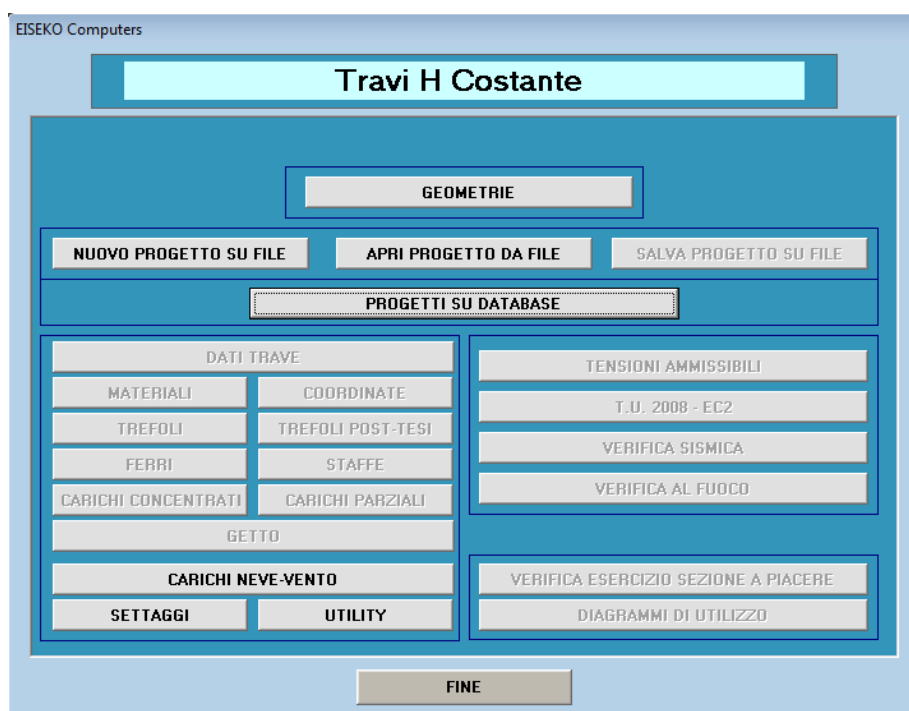 EISEKO Computers
Travi H Costante
GEOMETRIE
NUOVO PROGETTO SU FILE
APRI PROGETTO DA FILE
SALVA PROGETTO SU FILE
PROGETTI SU DATABASE
DATI TRAVE
MATERIALI
COORDINATE
TREFOLI
TREFOLI POST-TESI
FERRI
STAFFE
CARICHI CONCENTRATI
CARICHI PARZIALI
GETTO
CARICHI NEVE-VENTO
SETTAGGI
UTILITY
TENSIONI AMMISSIBILI
T.U. 2008 - EC2
VERIFICA SISMICA
VERIFICA AL FUOCO
VERIFICA ESERCIZIO SEZIONE A PIACERE
DIAGRAMMI DI UTILIZZO
FINE